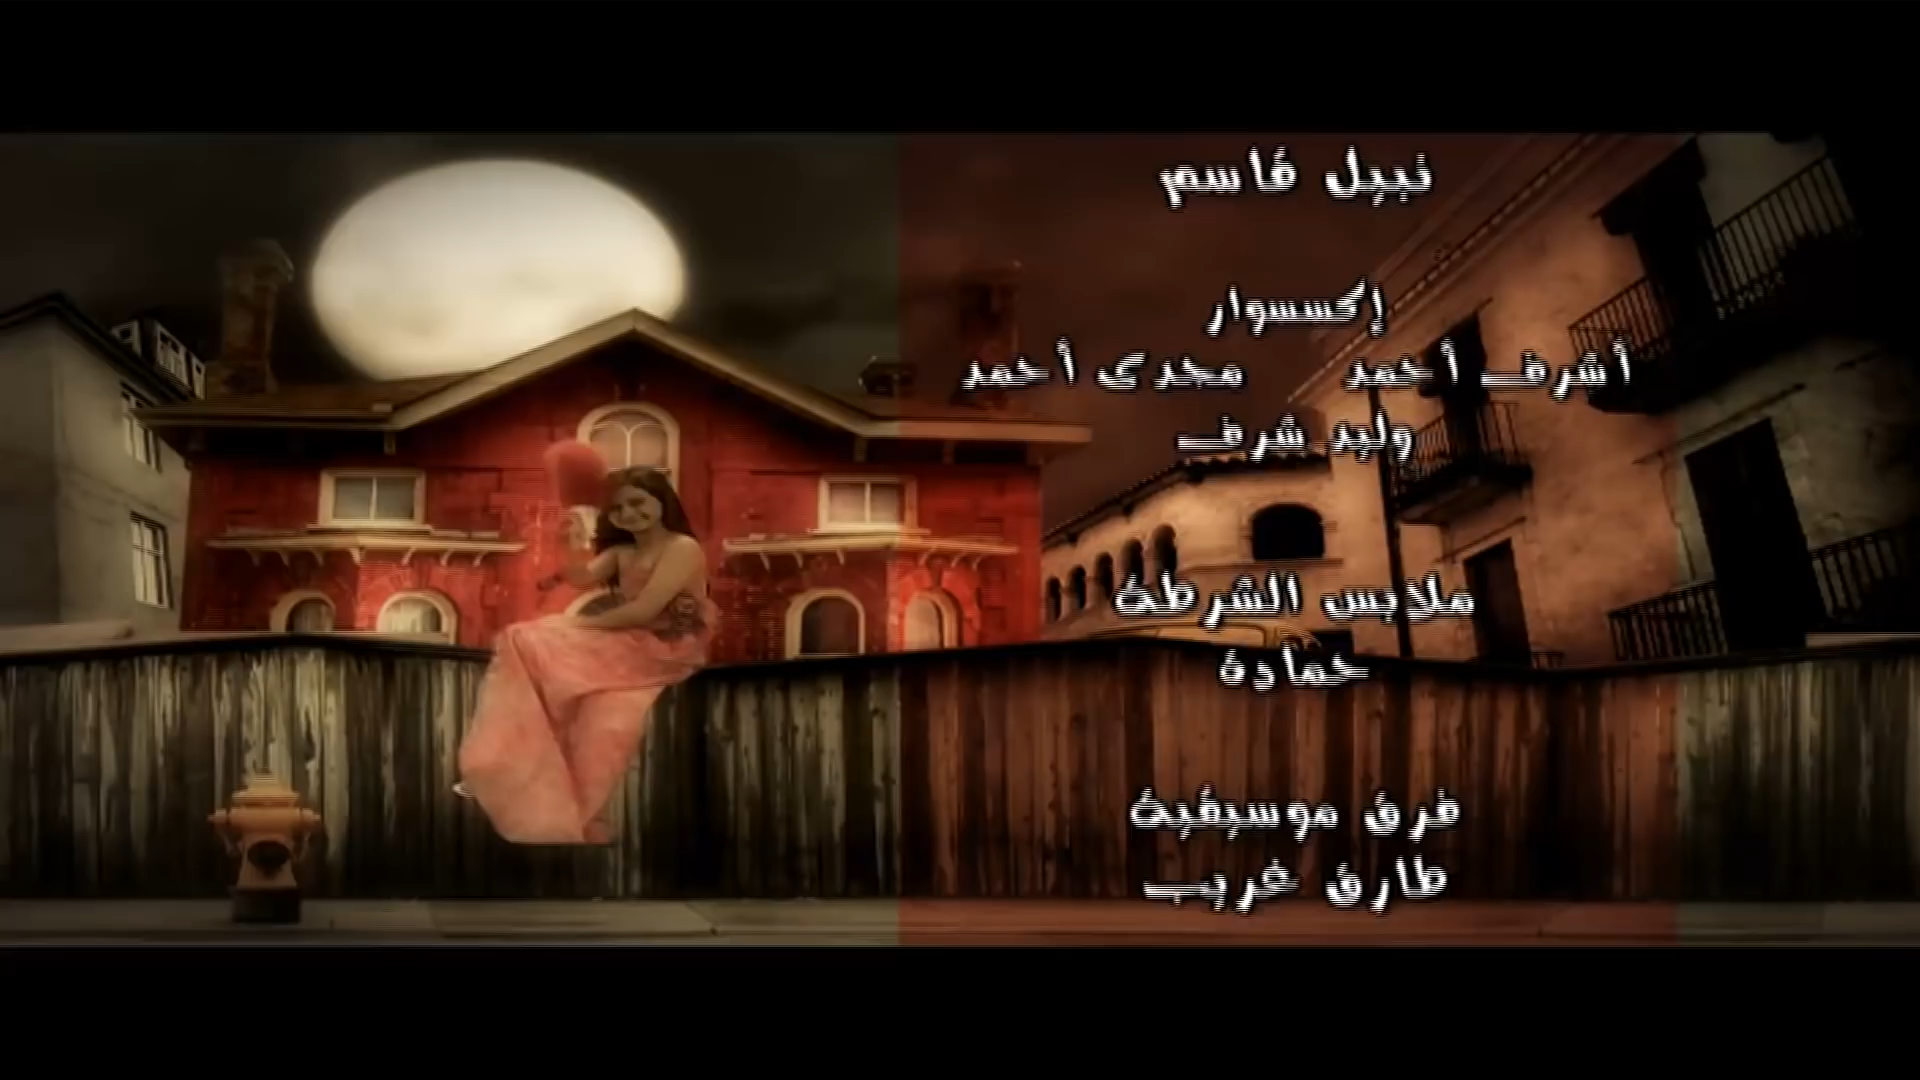 نبيل قاسم
إكسسوار
أشرف أحمد مجدى أحمد
وليد شرف
ملابس الشرطة
حمادة
فرق موسيقية
طارق غريب